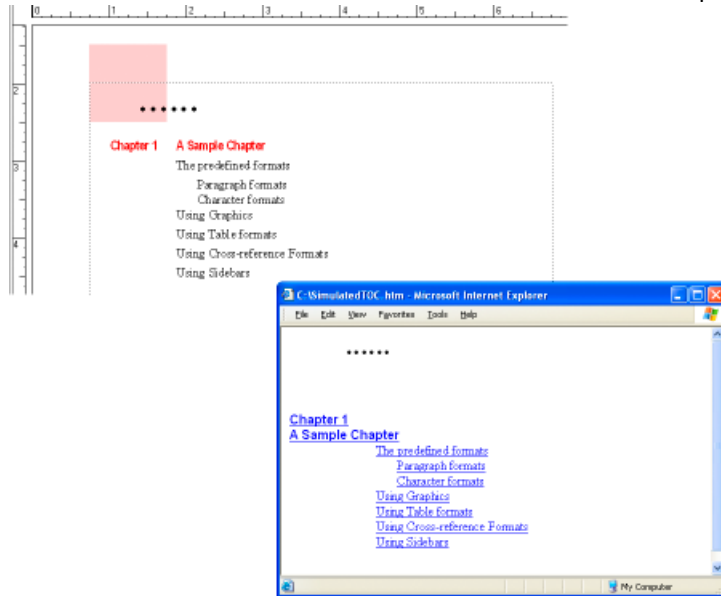 0 1 2 3 4 5 6
2
3
4
••••••
Chapter 1 A Sample Chapter
The predefined formats
Paragraph formats
Character formats
Using Graphics
Using Table formats
Using Cross-reference Formats
Using Sidebars
C:\SimulatedTOC.htm - Microsoft Internet Explorer
File Edit View Favorites Tools Help
••••••
Chapter 1
A Sample Chapter
The predefined formats
Paragraph formats
Character formats
Using Graphics
Using Table formats
Using Cross-reference Formats
Using Sidebars
My Computer